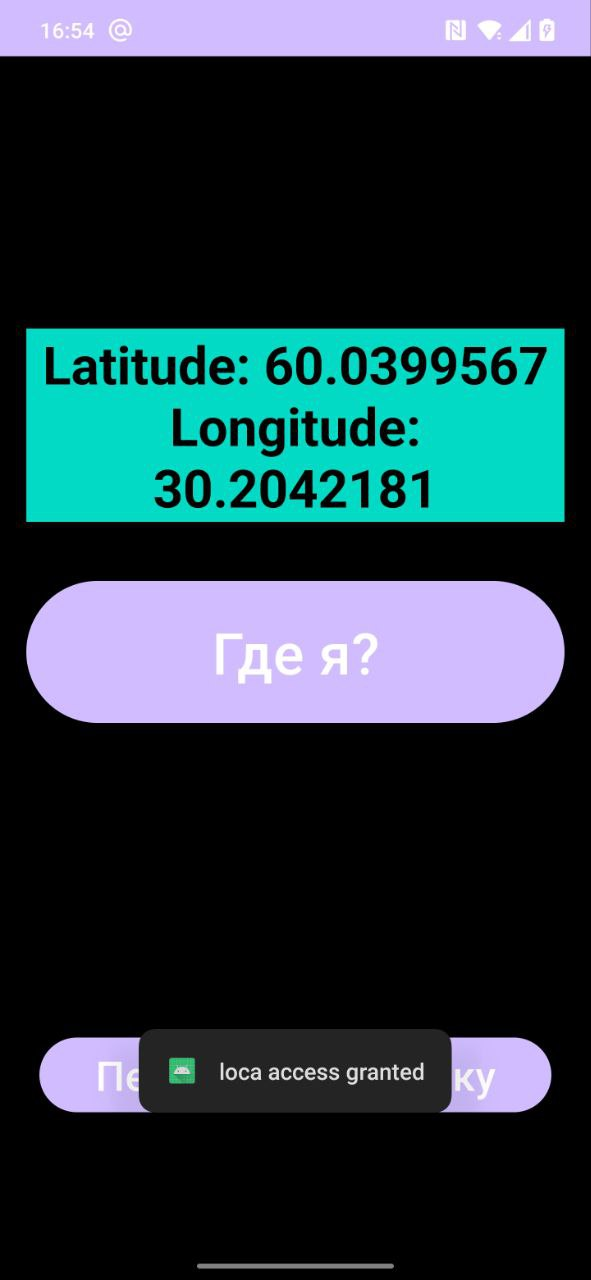 16:54
Latitude: 60.0399567
Longitude:
30.2042181
Где я?
loca access granted